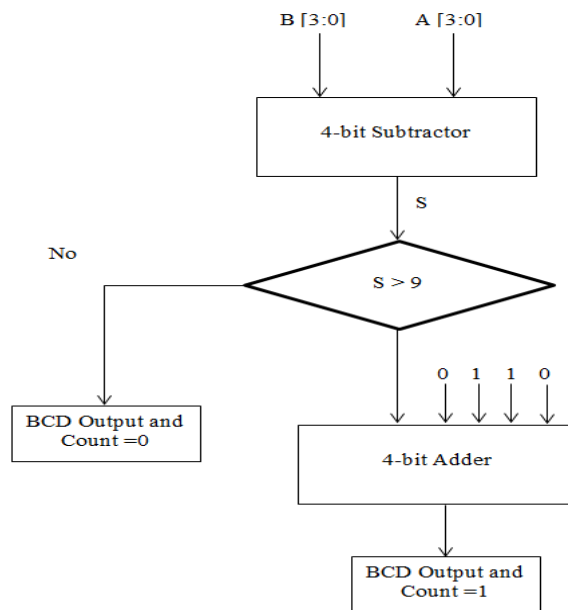 B [3:0] A [3:0]
4-bit Subtractor
S
No
S > 9
0 1 1 0
BCD Output and
Count =0
4-bit Adder
BCD Output and
Count =1